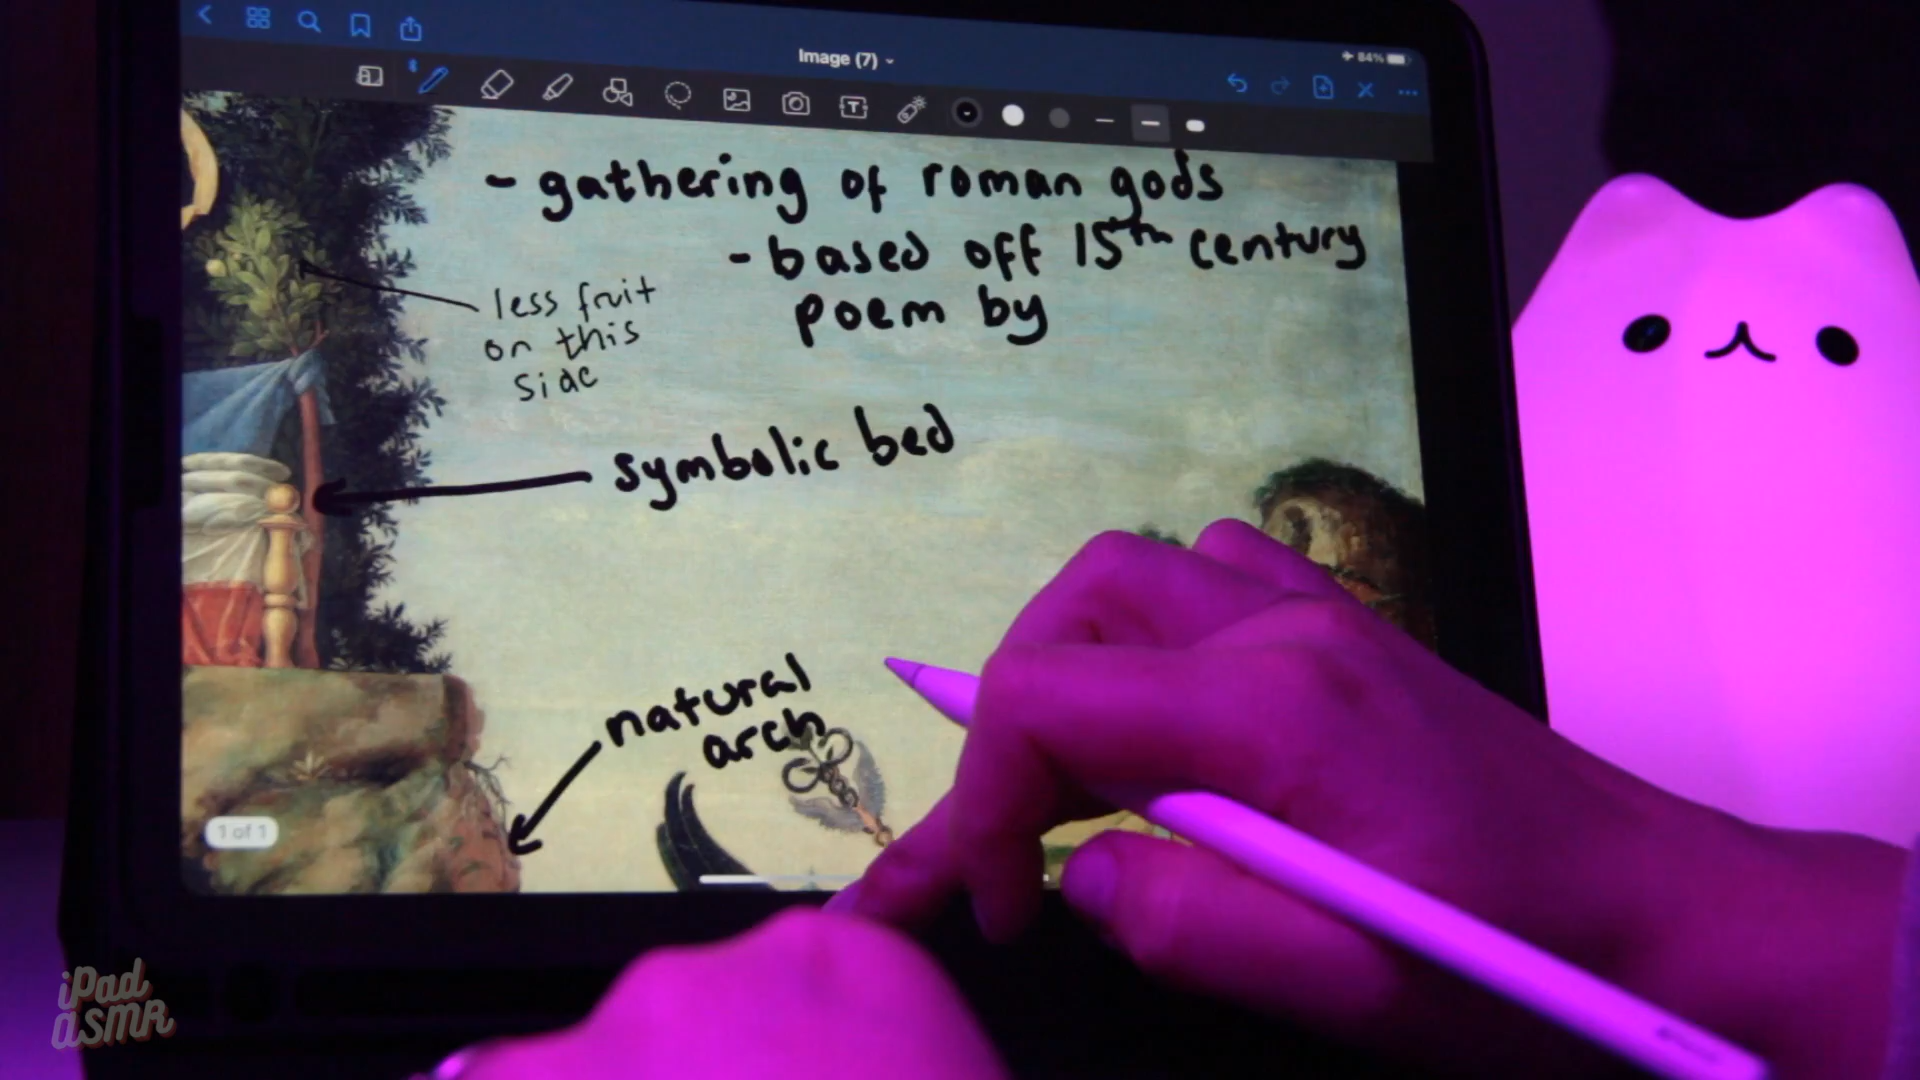 Image (7)
84%
- gathering of roman gods
- based off 15th century
poem by
less fruit
on this
side
symbolic bed
natural
arch
1 of 1
iPad
ASMR